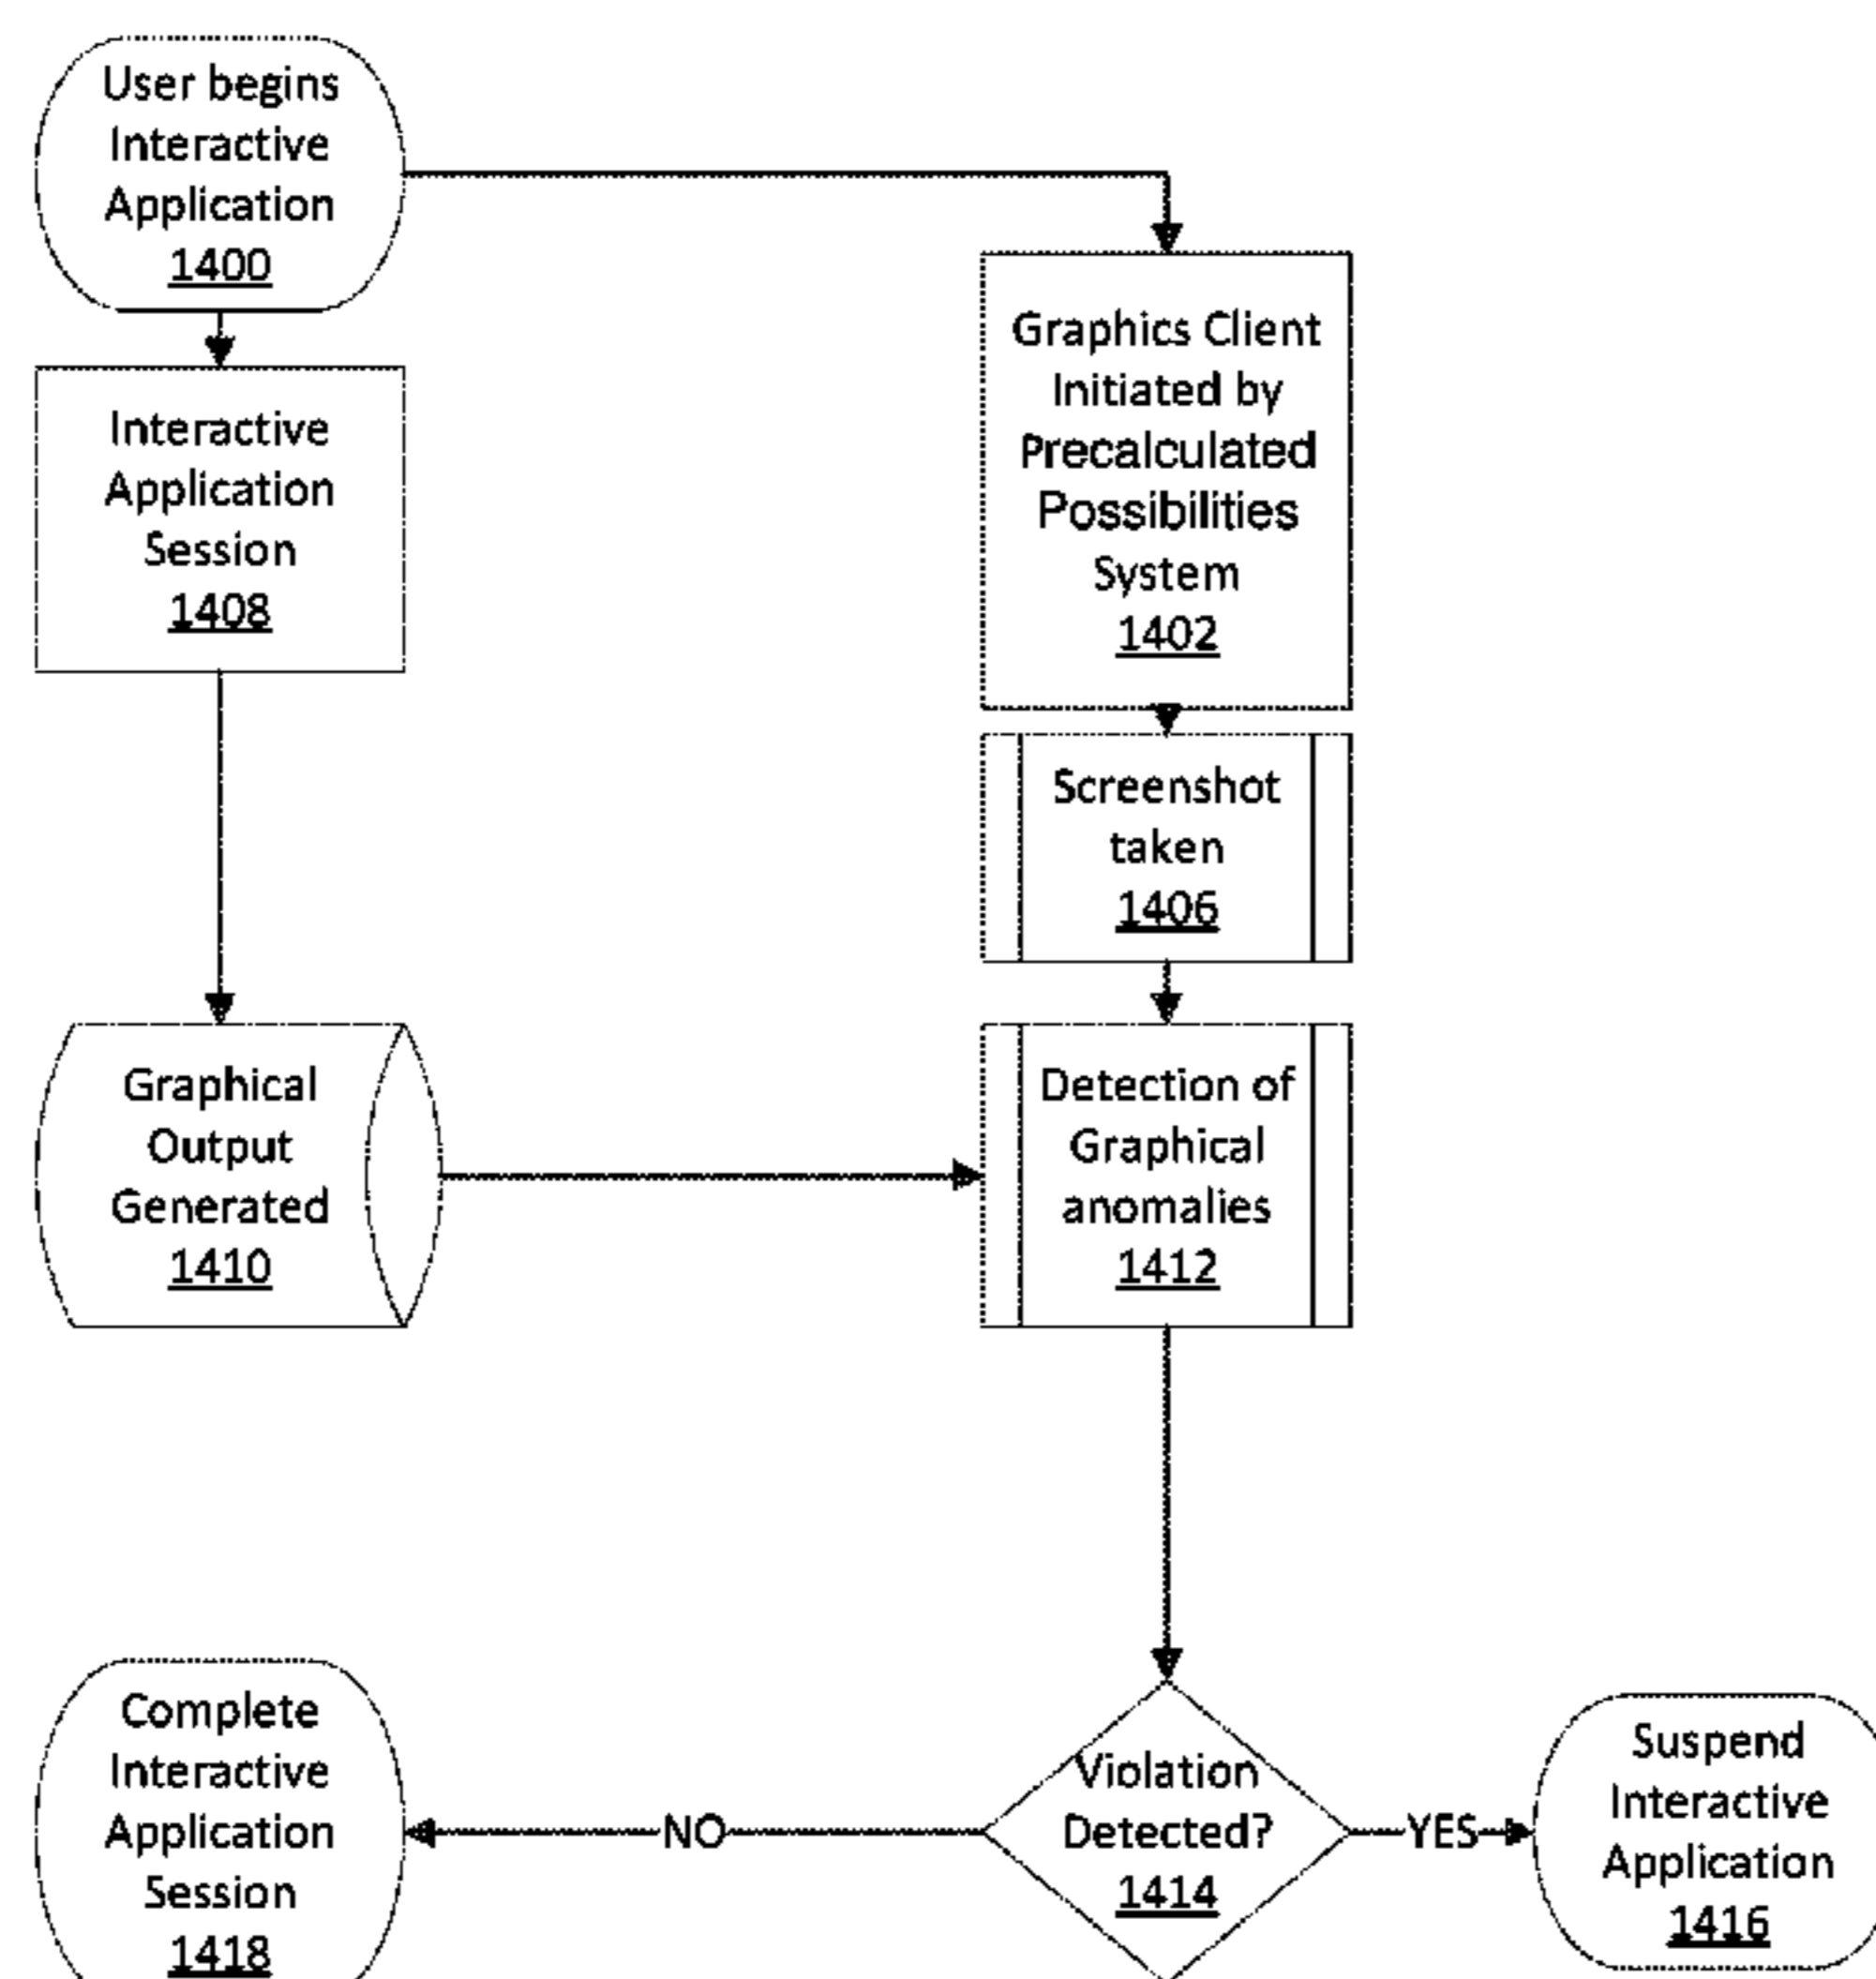 User begins
Interactive
Application
1400
Graphics Client
Initiated by
Precalculated
Possibilities
System
1402
Interactive
Application
Session
1408
Screenshot
taken
1406
Graphical
Output
Generated
1410
Detection of
Graphical
anomalies
1412
Violation
Detected?
1414
NO
YES
Complete
Interactive
Application
Session
1418
Suspend
Interactive
Application
1416